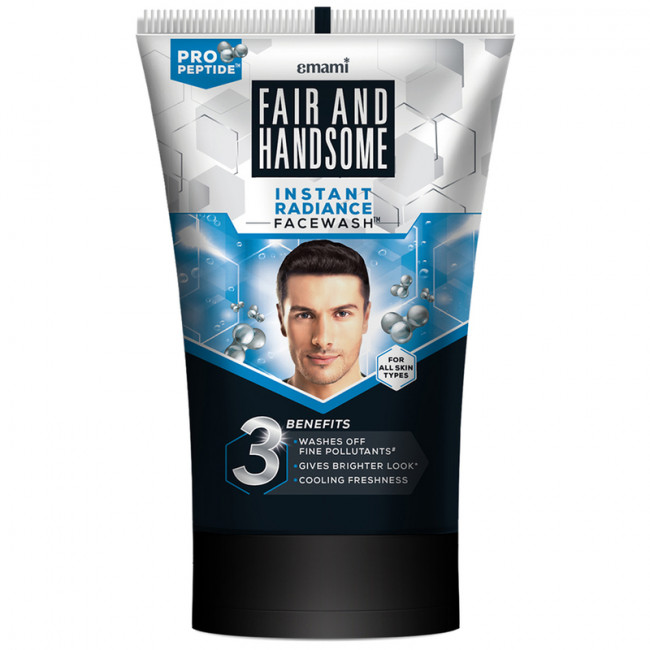 PRO
PEPTIDE™
emami*
FAIR AND
HANDSOME
INSTANT
RADIANCE
FACEWASH™
FOR
ALL SKIN
TYPES
3
BENEFITS
• WASHES OFF
FINE POLLUTANTS#
• GIVES BRIGHTER LOOK*
• COOLING FRESHNESS